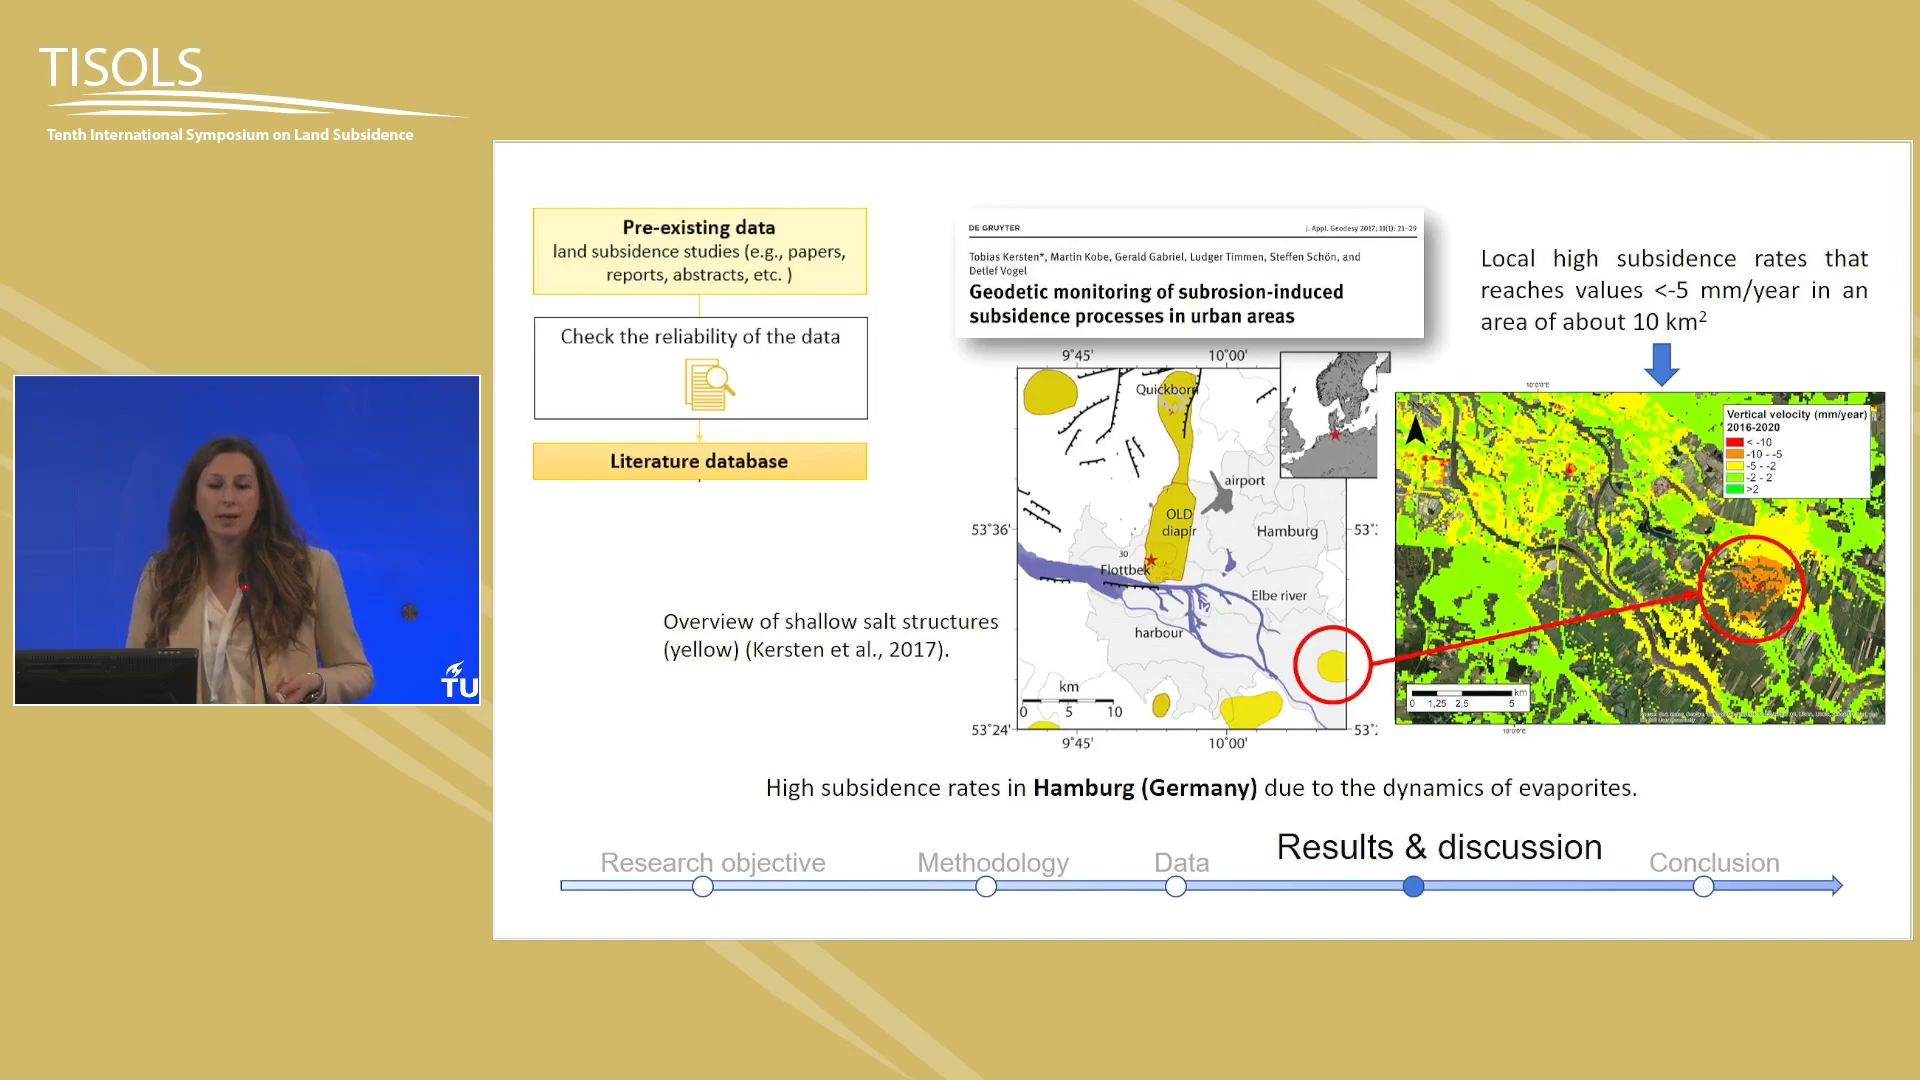 TISOLS
Tenth International Symposium on Land Subsidence
Pre-existing data
land subsidence studies (e.g., papers,
reports, abstracts, etc. )
Check the reliability of the data
Literature database
DE GRUYTER
J. Appl. Geodesy 2017; 11(1): 21–29
Tobias Kersten*, Martin Kobe, Gerald Gabriel, Ludger Timmen, Steffen Schön, and
Detlef Vogel
Geodetic monitoring of subrosion-induced
subsidence processes in urban areas
Local high subsidence rates that
reaches values <-5 mm/year in an
area of about 10 km²
9°45'
10°00'
Quickborn
airport
OLD
diapir
53°36'
Hamburg
53°:
30
Flottbek
Elbe river
harbour
km
0 5 10
53°24'
53°:
9°45'
10°00'
Overview of shallow salt structures
(yellow) (Kersten et al., 2017).
10°0'0"E
Vertical velocity (mm/year)
2016-2020
< -10
-10 - -5
-5 - -2
-2 - 2
>2
km
0 1,25 2,5 5
10°0'0"E
High subsidence rates in Hamburg (Germany) due to the dynamics of evaporites.
Research objective
Methodology
Data
Results & discussion
Conclusion
TU